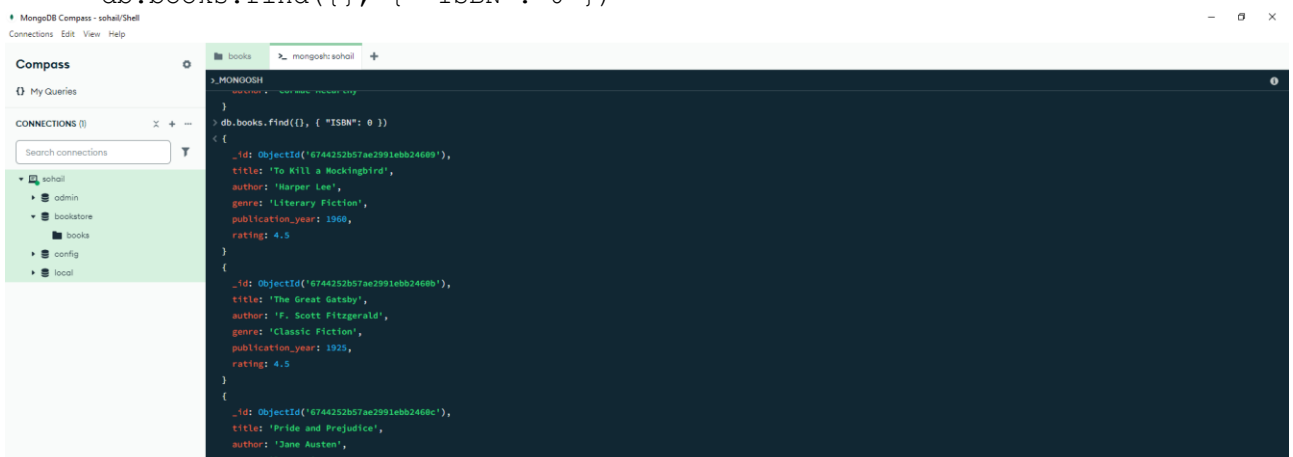 db.books.find({}, { "ISBN": 0 })
MongoDB Compass - sohail/Shell
Connections Edit View Help
Compass
My Queries
CONNECTIONS (1)
Search connections
sohail
admin
bookstore
books
config
local
books
>_ mongosh: sohail +
>_MONGOSH
author: 'Cormac McCarthy'
}
> db.books.find({}, { "ISBN": 0 })
< {
_id: ObjectId('6744252b57ae2991ebb24609'),
title: 'To Kill a Mockingbird',
author: 'Harper Lee',
genre: 'Literary Fiction',
publication_year: 1960,
rating: 4.5
}
{
_id: ObjectId('6744252b57ae2991ebb2460b'),
title: 'The Great Gatsby',
author: 'F. Scott Fitzgerald',
genre: 'Classic Fiction',
publication_year: 1925,
rating: 4.5
}
{
_id: ObjectId('6744252b57ae2991ebb2460c'),
title: 'Pride and Prejudice',
author: 'Jane Austen',